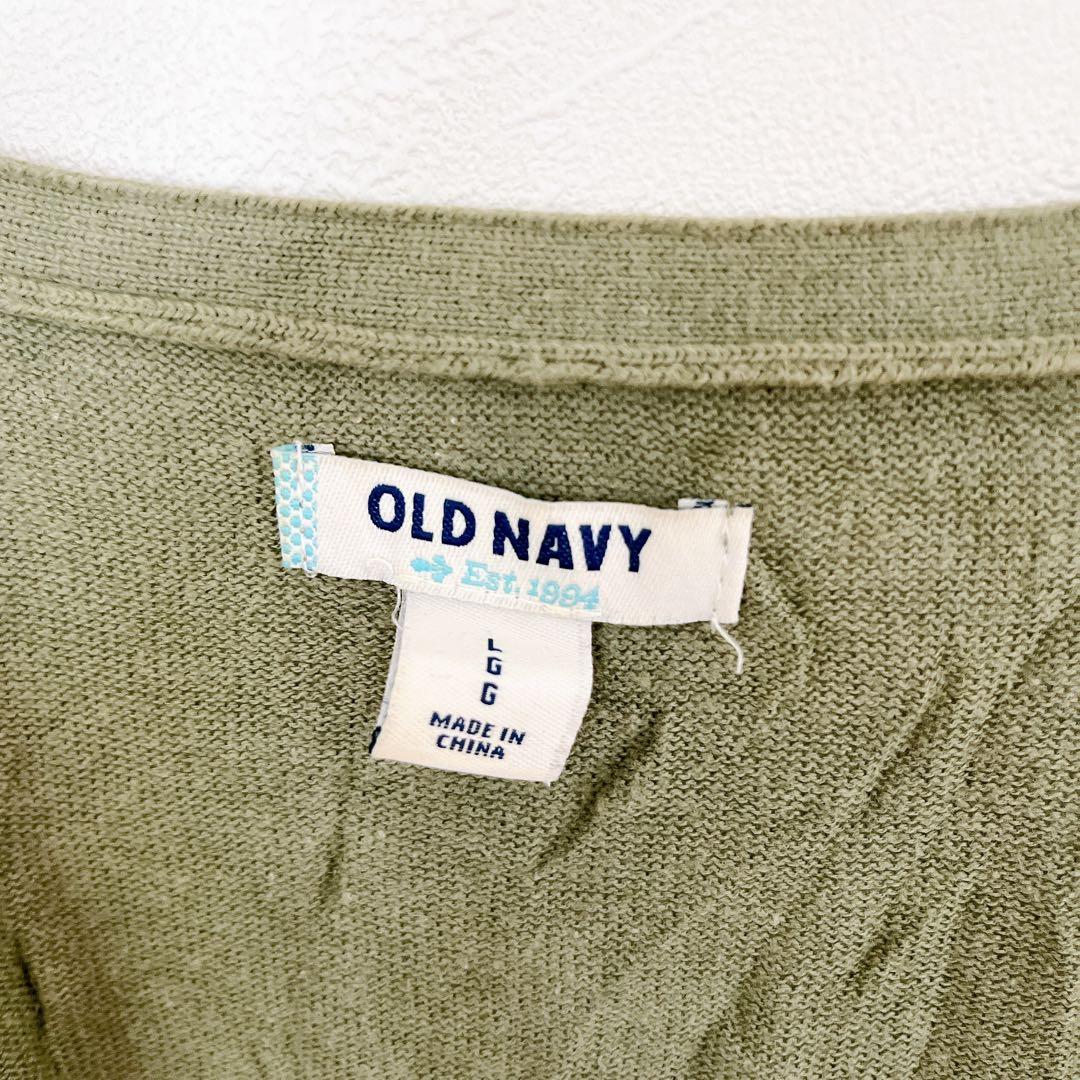 OLD NAVY
Est. 1994
L
G
G
MADE IN
CHINA